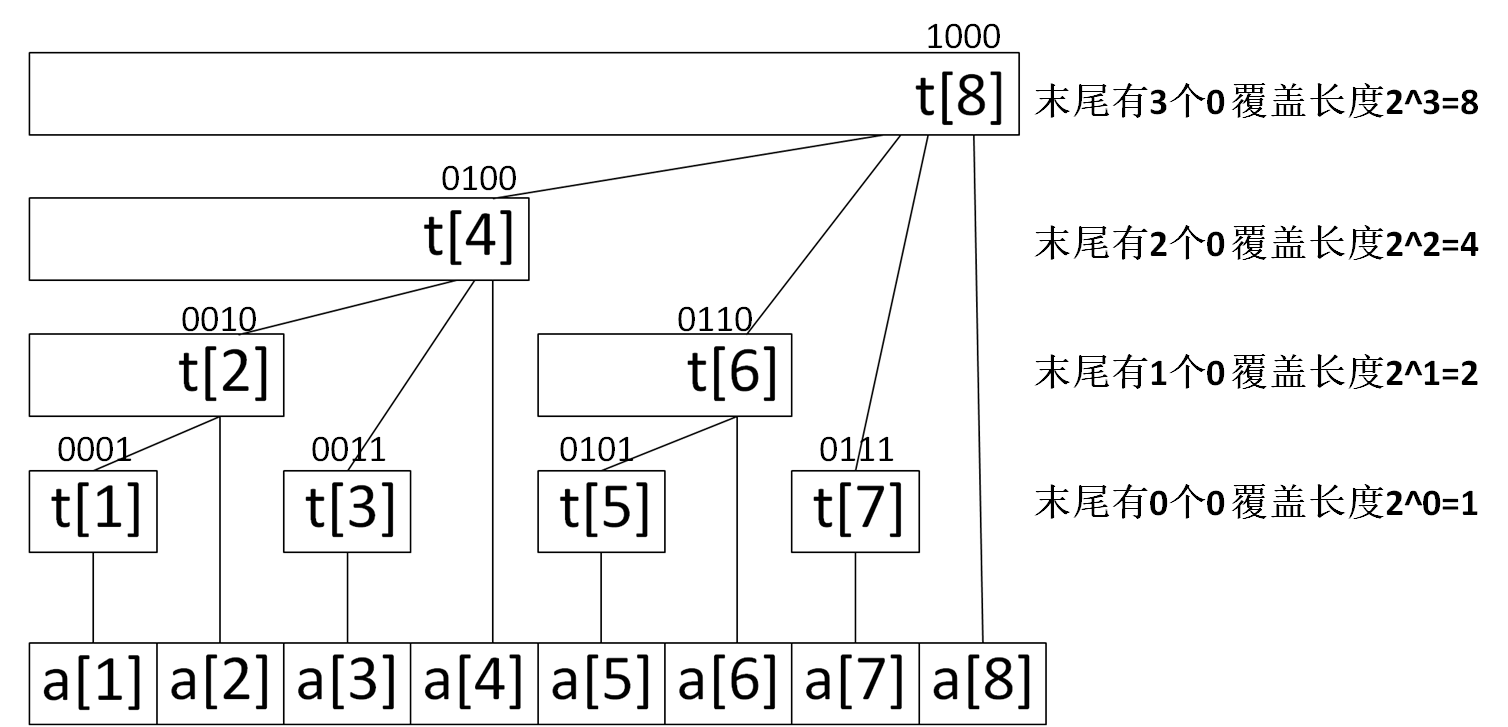 1000
t[8] 末尾有3个0 覆盖长度2^3=8
0100
t[4] 末尾有2个0 覆盖长度2^2=4
0010 0110
t[2] t[6] 末尾有1个0 覆盖长度2^1=2
0001 0011 0101 0111
t[1] t[3] t[5] t[7] 末尾有0个0 覆盖长度2^0=1
a[1] a[2] a[3] a[4] a[5] a[6] a[7] a[8]